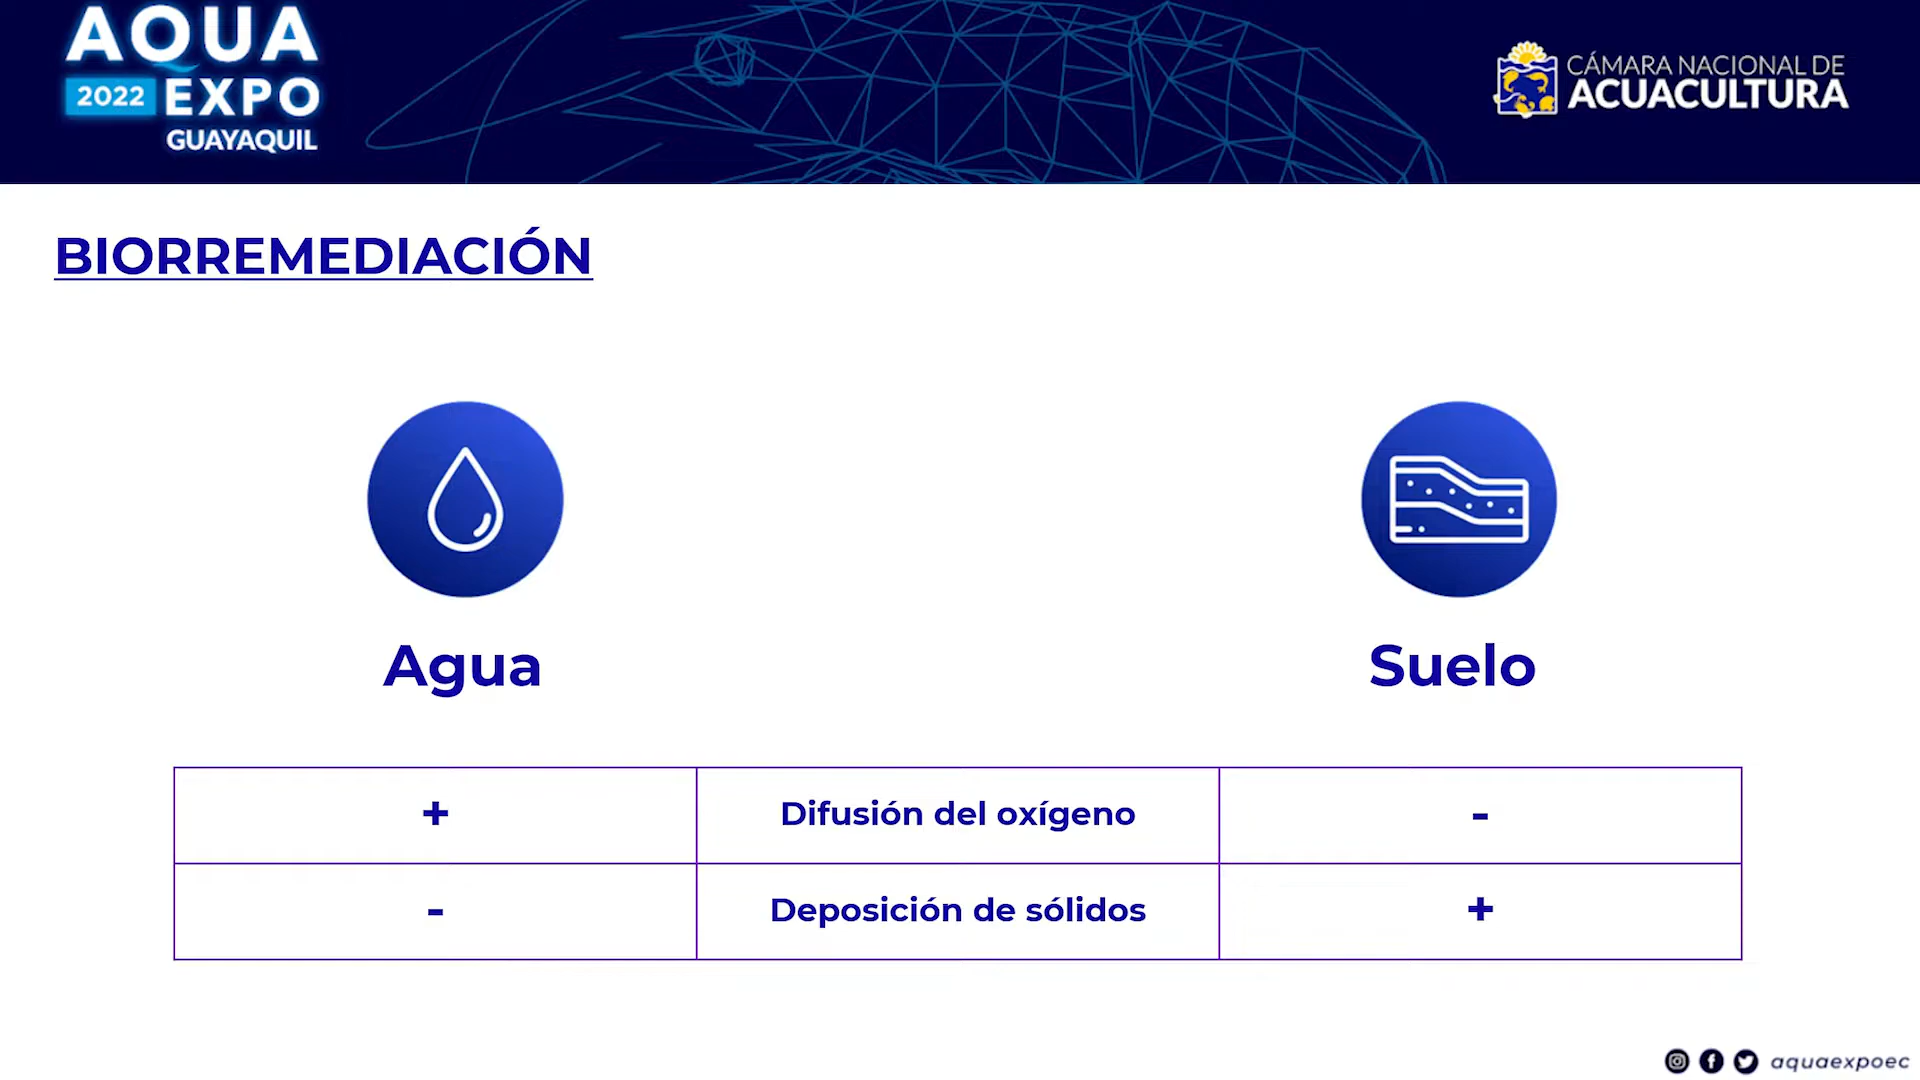 AQUA
2022 EXPO
GUAYAQUIL
CÁMARA NACIONAL DE
ACUACULTURA
BIORREMEDIACIÓN
Agua
Suelo
+ Difusión del oxígeno -
- Deposición de sólidos +
aquaexpoec